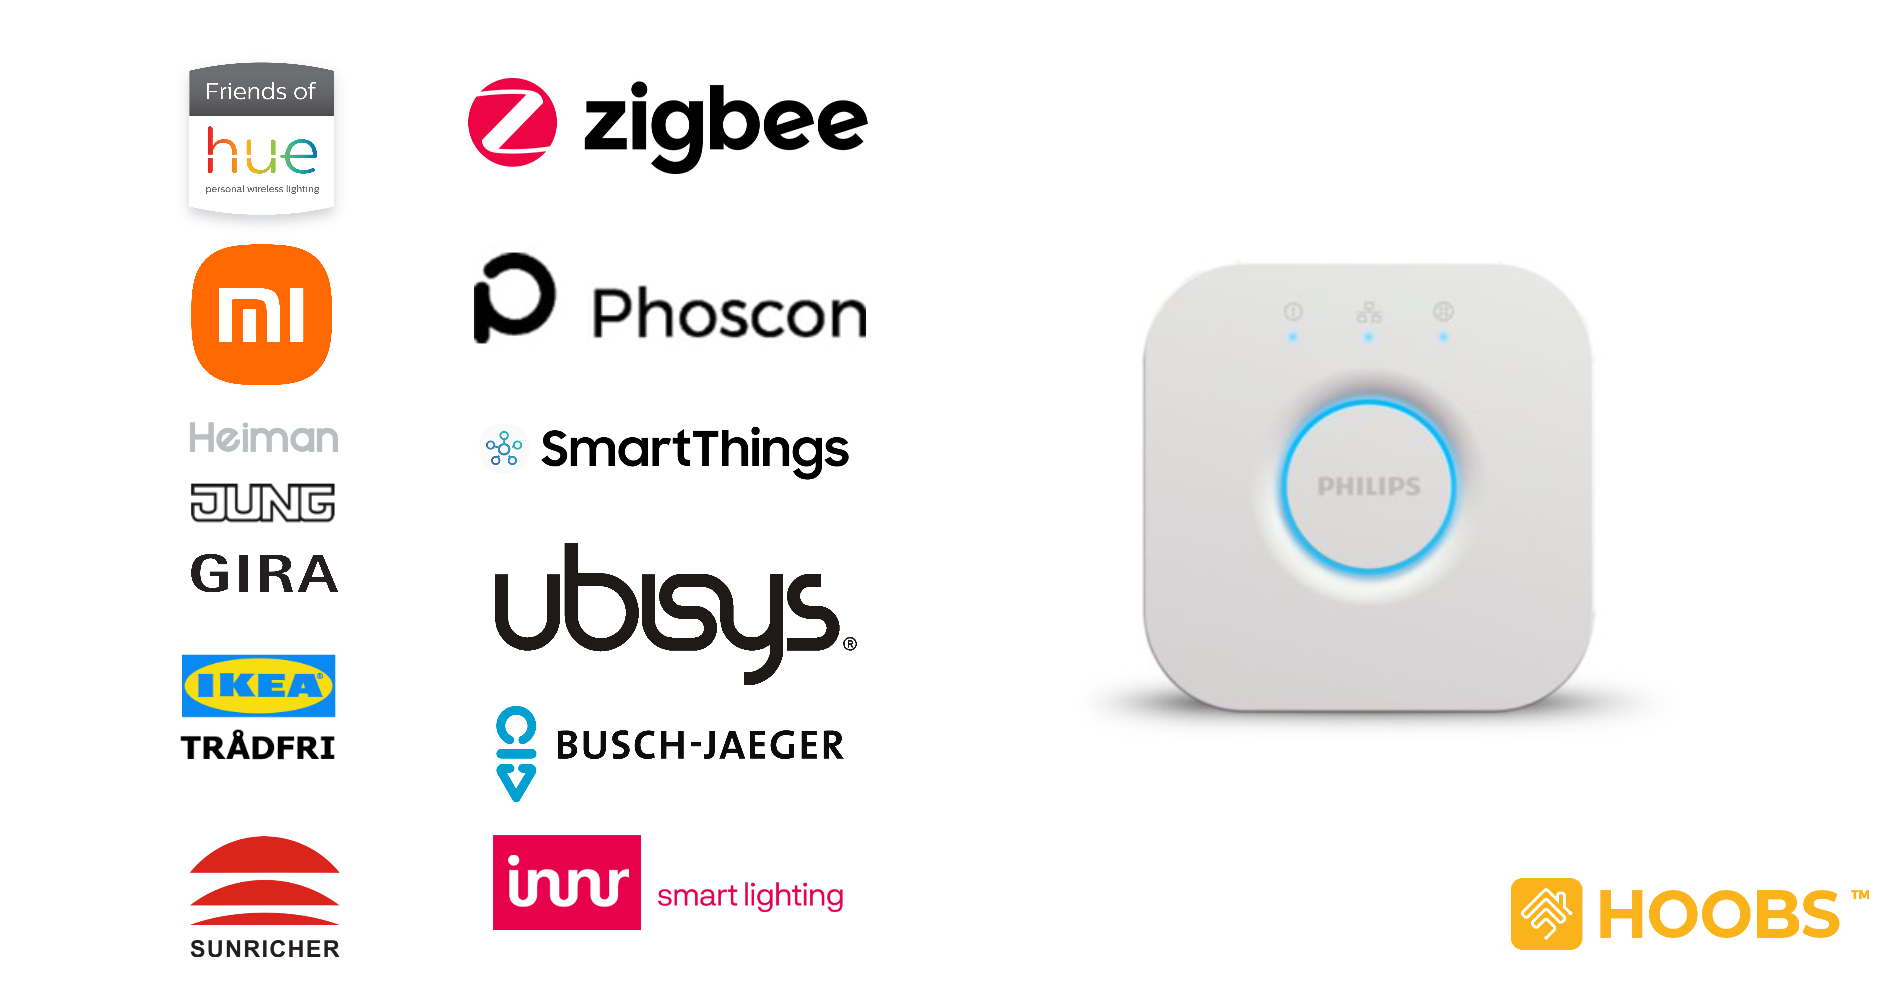 Friends of
hue
personal wireless lighting
mi
Heiman
JUNG
GIRA
IKEA®
TRÅDFRI
SUNRICHER
zigbee
Phoscon
SmartThings
ubisys®
BUSCH-JAEGER
innr
smart lighting
PHILIPS
HOOBS™